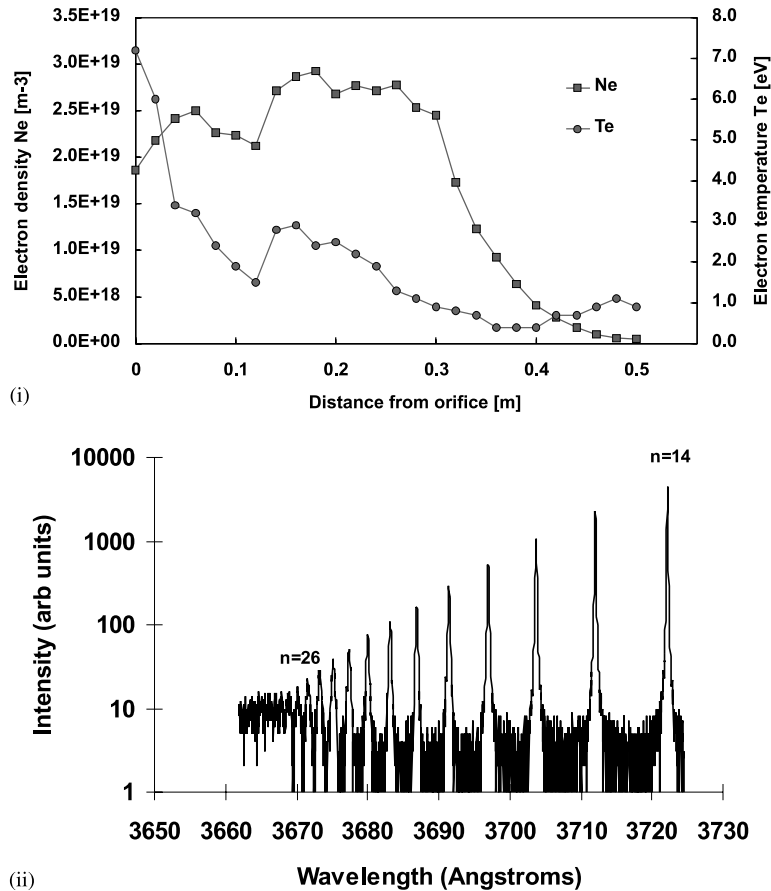 3.5E+19
3.0E+19
2.5E+19
2.0E+19
1.5E+19
1.0E+19
5.0E+18
0.0E+00
Electron density Ne [m-3]
8.0
7.0
6.0
5.0
4.0
3.0
2.0
1.0
0.0
Electron temperature Te [eV]
Ne
Te
0 0.1 0.2 0.3 0.4 0.5
Distance from orifice [m]
(i)
10000
1000
100
10
1
Intensity (arb units)
n=14
n=26
3650 3660 3670 3680 3690 3700 3710 3720 3730
Wavelength (Angstroms)
(ii)